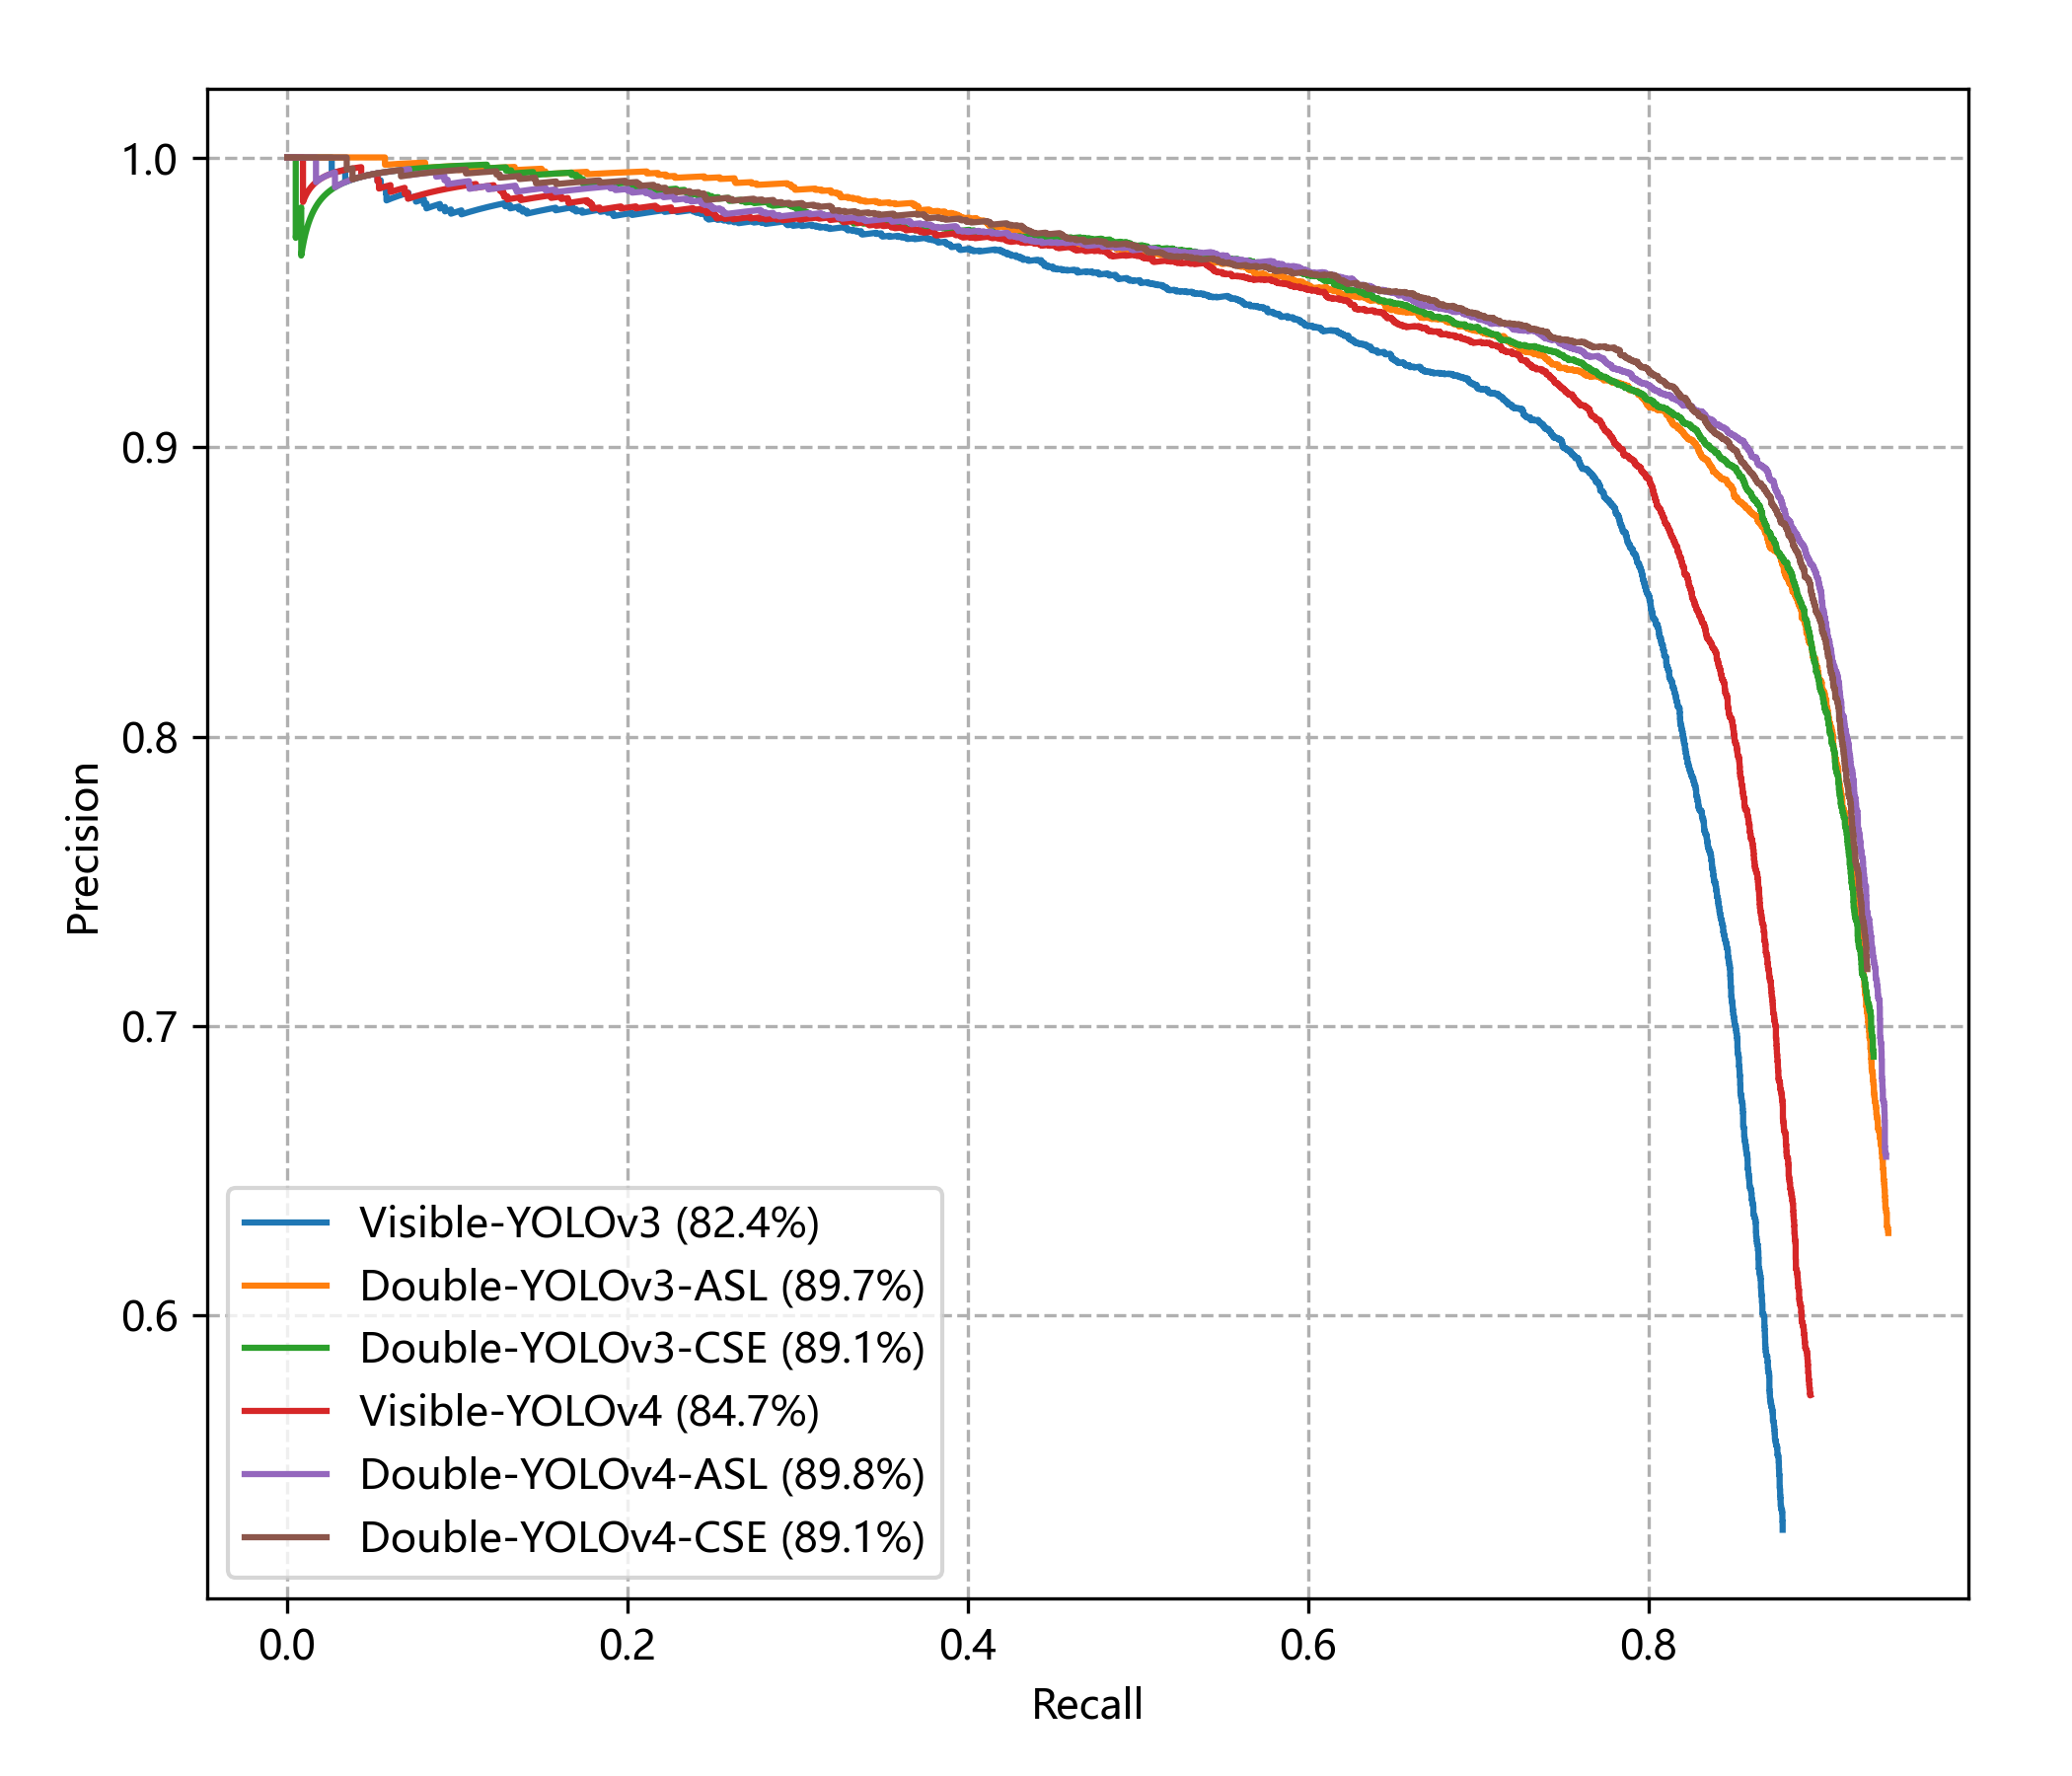 1.0
0.9
0.8
0.7
0.6
Precision
Visible-YOLOv3 (82.4%)
Double-YOLOv3-ASL (89.7%)
Double-YOLOv3-CSE (89.1%)
Visible-YOLOv4 (84.7%)
Double-YOLOv4-ASL (89.8%)
Double-YOLOv4-CSE (89.1%)
0.0 0.2 0.4 0.6 0.8
Recall